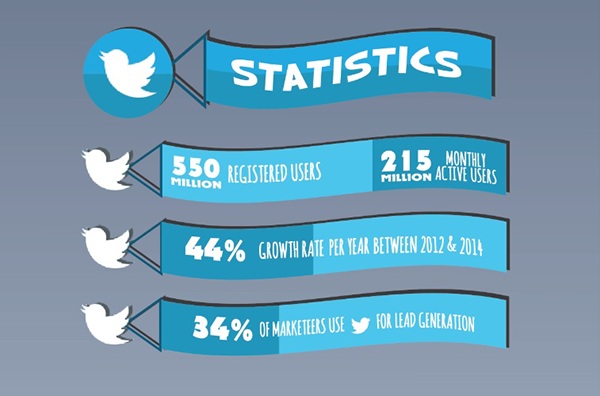 STATISTICS
550 MILLION REGISTERED USERS
215 MILLION MONTHLY ACTIVE USERS
44% GROWTH RATE PER YEAR BETWEEN 2012 & 2014
34% OF MARKETEERS USE FOR LEAD GENERATION